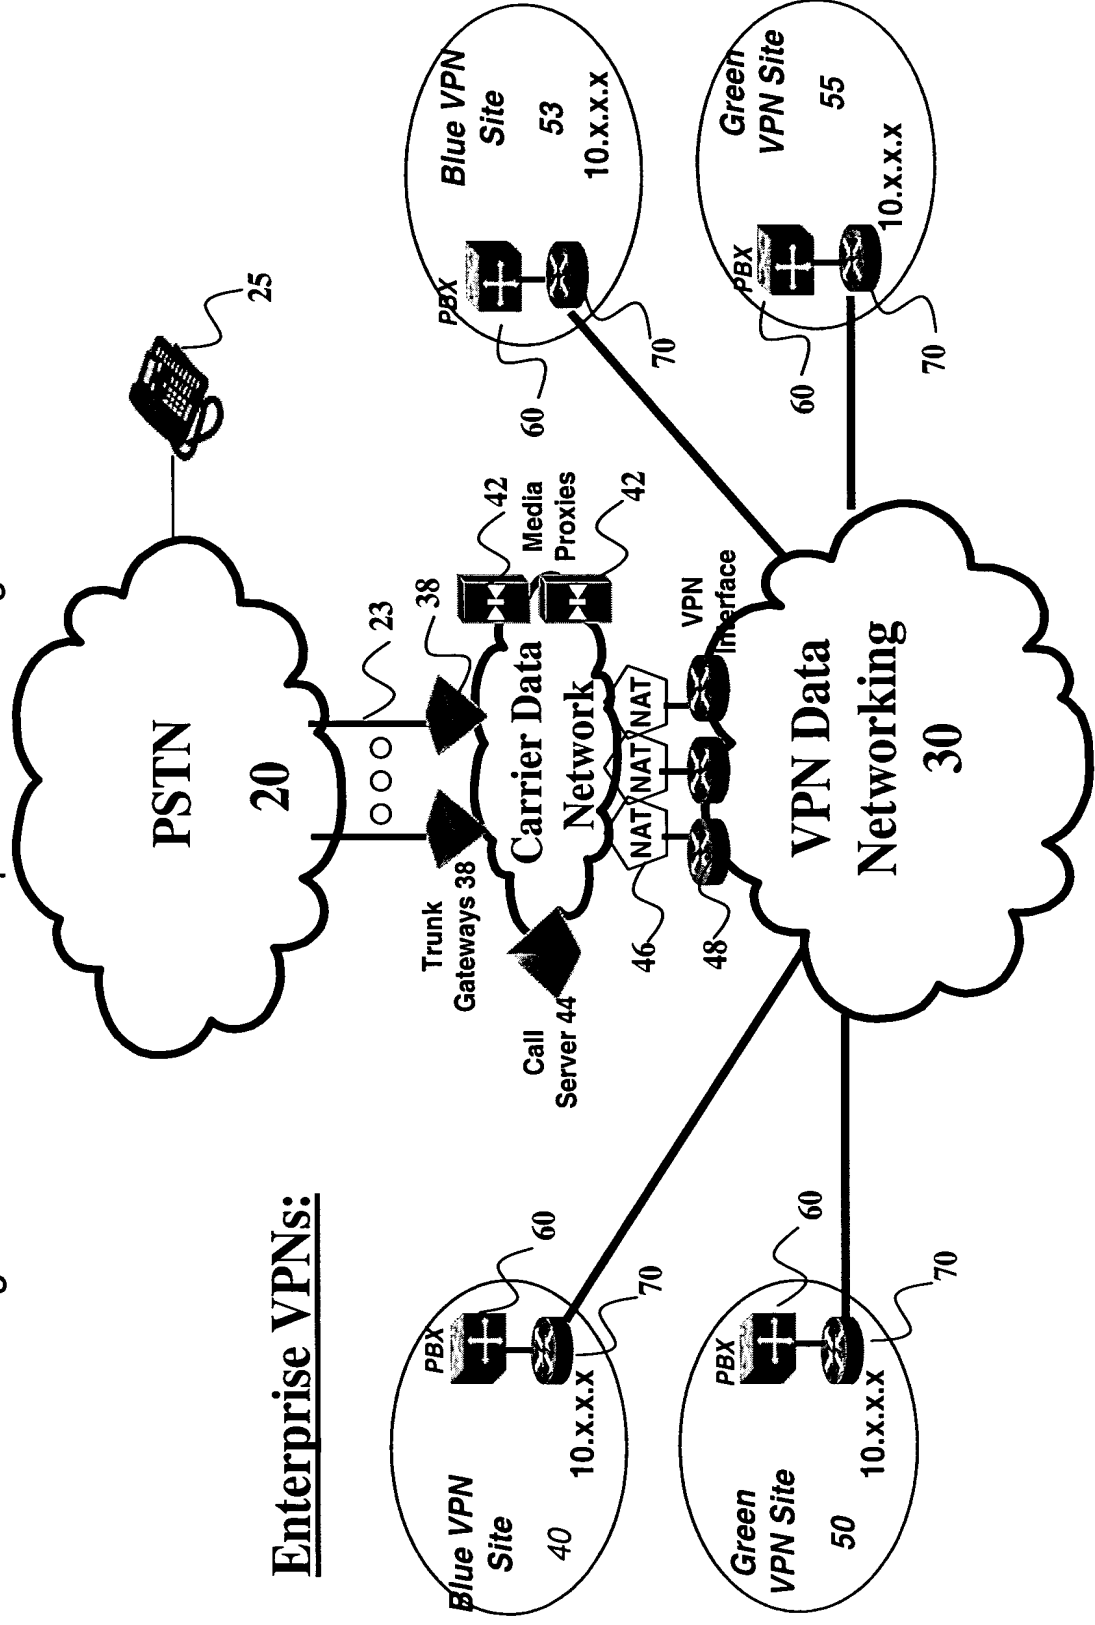 Enterprise VPNs:
PSTN
20
25
23
38
Trunk
Gateways 38
Call
Server 44
Carrier Data
Network
42
Media
Proxies
42
NAT
NAT
NAT
46
48
VPN
Interface
VPN Data
Networking
30
Blue VPN
Site
40
PBX
10.x.x.x
60
70
Green
VPN Site
50
PBX
10.x.x.x
60
70
Blue VPN
Site
53
PBX
10.x.x.x
60
70
Green
VPN Site
55
PBX
10.x.x.x
60
70